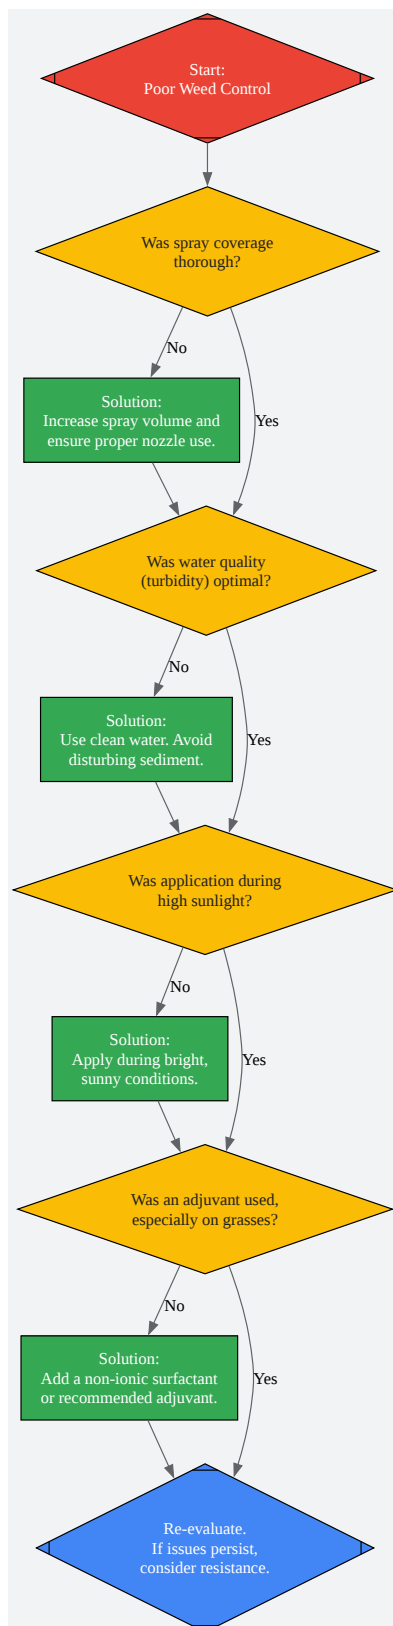 Start:
Poor Weed Control
Was spray coverage
thorough?
No
Yes
Solution:
Increase spray volume and
ensure proper nozzle use.
Was water quality
(turbidity) optimal?
No
Yes
Solution:
Use clean water. Avoid
disturbing sediment.
Was application during
high sunlight?
No
Yes
Solution:
Apply during bright,
sunny conditions.
Was an adjuvant used,
especially on grasses?
No
Yes
Solution:
Add a non-ionic surfactant
or recommended adjuvant.
Re-evaluate.
If issues persist,
consider resistance.